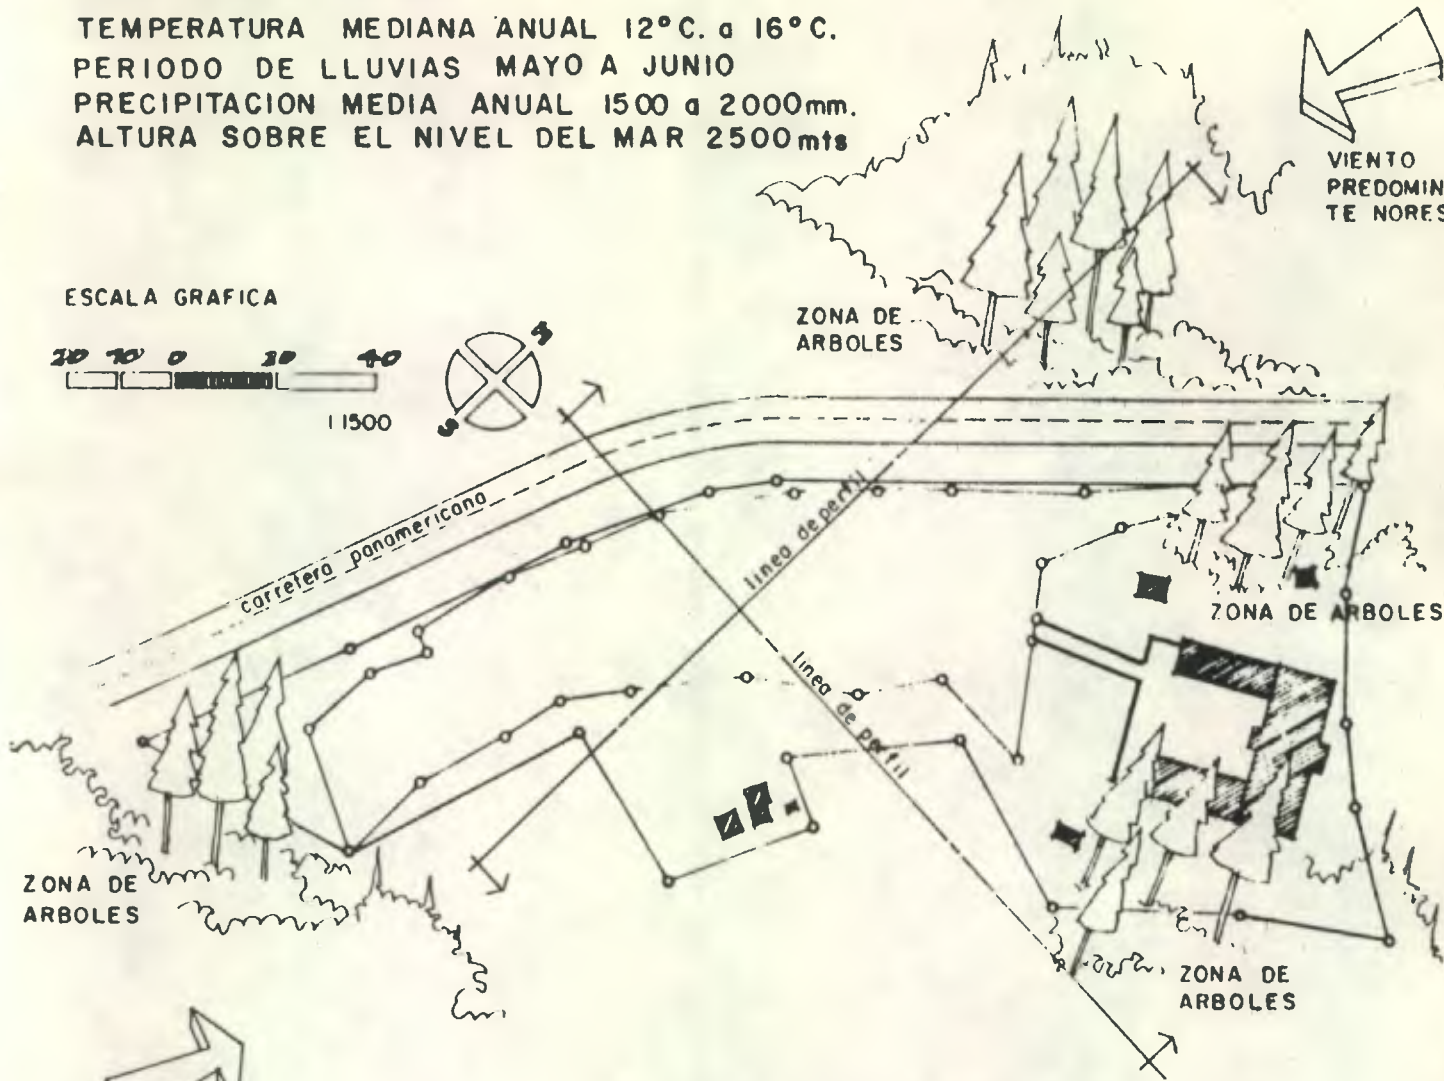 TEMPERATURA MEDIANA ANUAL 12°C. a 16°C.
PERIODO DE LLUVIAS MAYO A JUNIO
PRECIPITACION MEDIA ANUAL 1500 a 2000mm.
ALTURA SOBRE EL NIVEL DEL MAR 2500mts
VIENTO
PREDOMIN
TE NORES
ESCALA GRAFICA
20 10 0 20 40
1 1500
N
S
ZONA DE
ARBOLES
carretera panamericana
linea de perfil
linea de perfil
ZONA DE ARBOLES
ZONA DE
ARBOLES
ZONA DE
ARBOLES